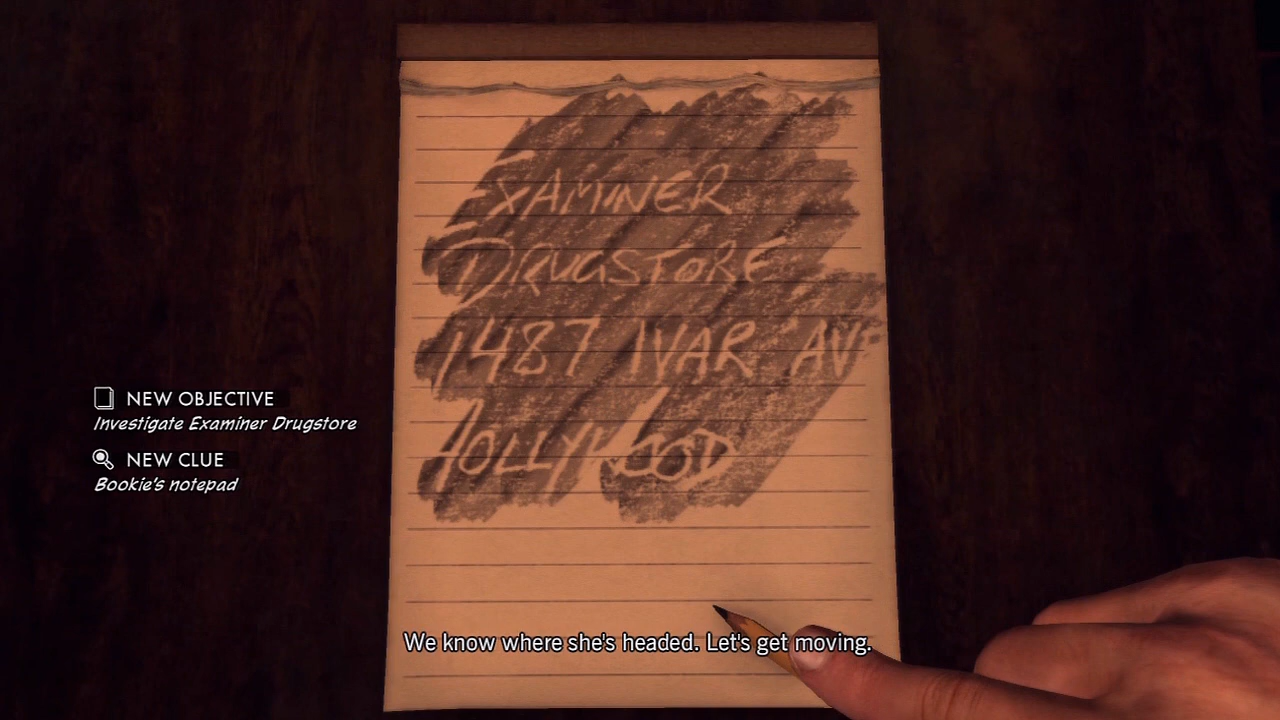 EXAMINER
DRUGSTORE
1487 IVAR AVE
HOLLYWOOD
NEW OBJECTIVE
Investigate Examiner Drugstore
NEW CLUE
Bookie's notepad
We know where she's headed. Let's get moving.